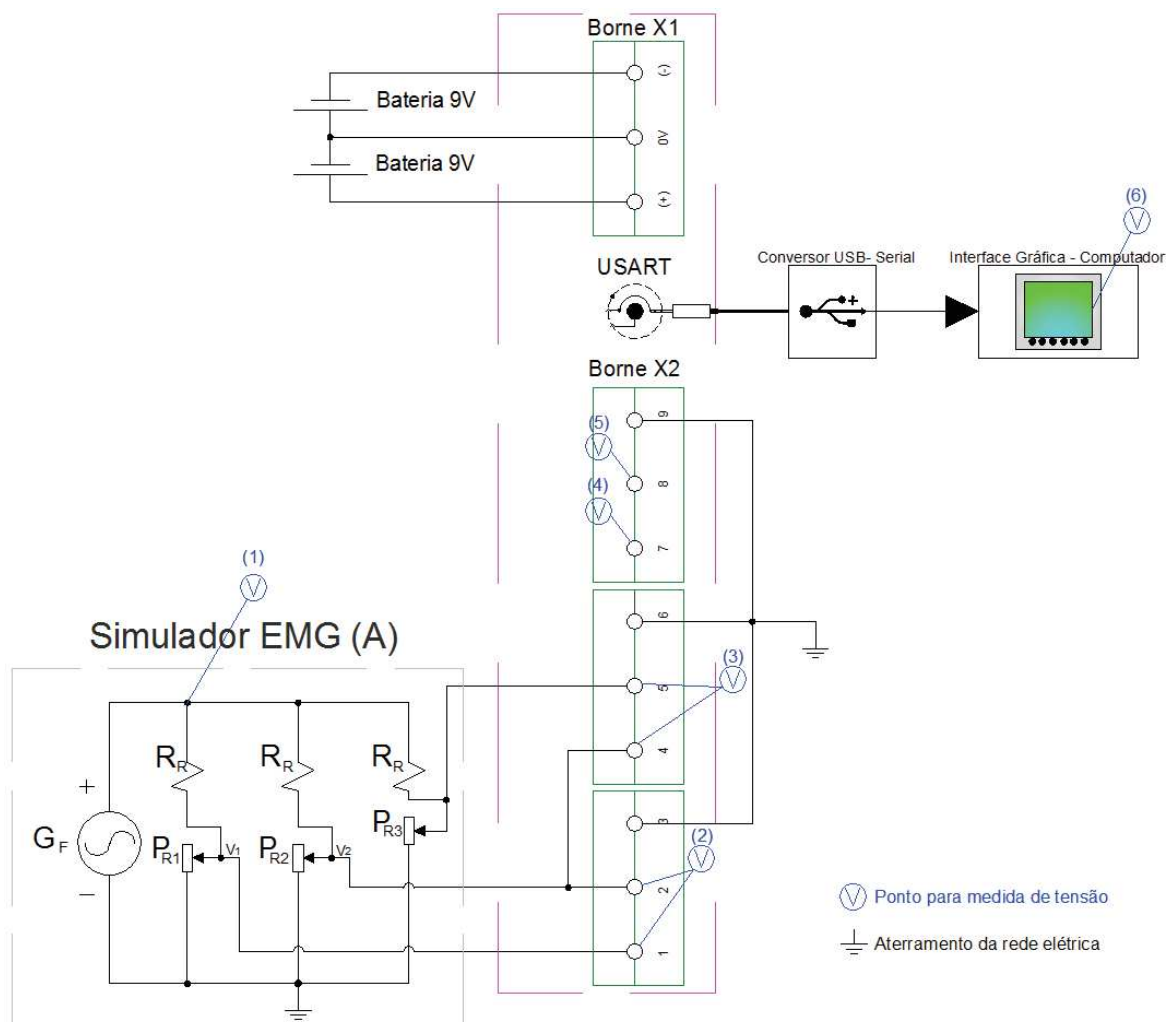 Borne X1
(-)
Bateria 9V
0V
Bateria 9V
(+)
(6)
V
USART
Conversor USB- Serial
Interface Gráfica - Computador
Borne X2
9
(5)
V
8
(4)
V
7
(1)
V
Simulador EMG (A)
6
(3)
V
5
4
RR
RR
RR
+
GF
−
PR1
V1
PR2
V2
PR3
3
(2)
V
2
1
V Ponto para medida de tensão
Aterramento da rede elétrica